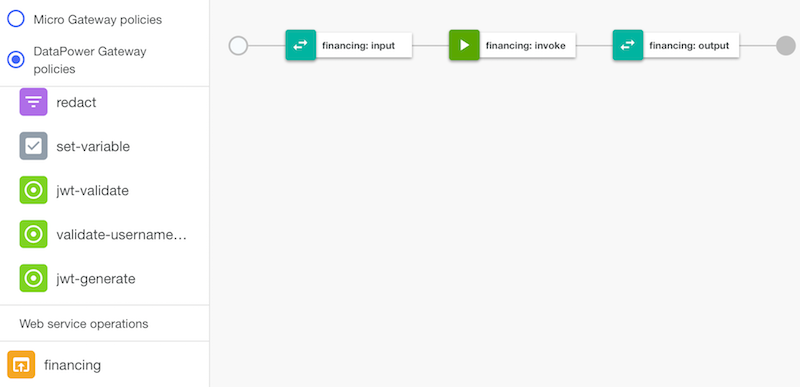 Micro Gateway policies
DataPower Gateway
policies
redact
set-variable
jwt-validate
validate-username…
jwt-generate
Web service operations
financing
financing: input
financing: invoke
financing: output